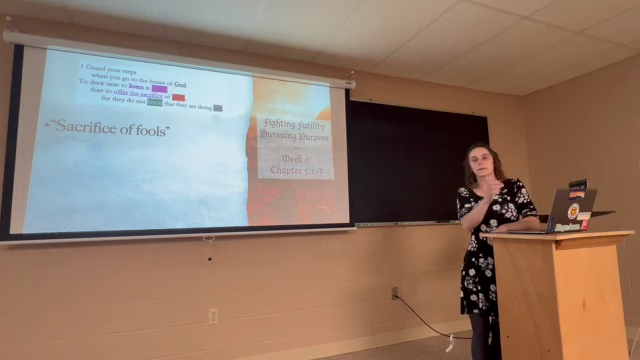 1 Guard your steps
when you go to the house of God.
To draw near to listen is
than to offer the sacrifice of
for they do not know that they are doing
"Sacrifice of fools"
Fighting Futility
Pursuing Purpose
Chapter 5:1-7